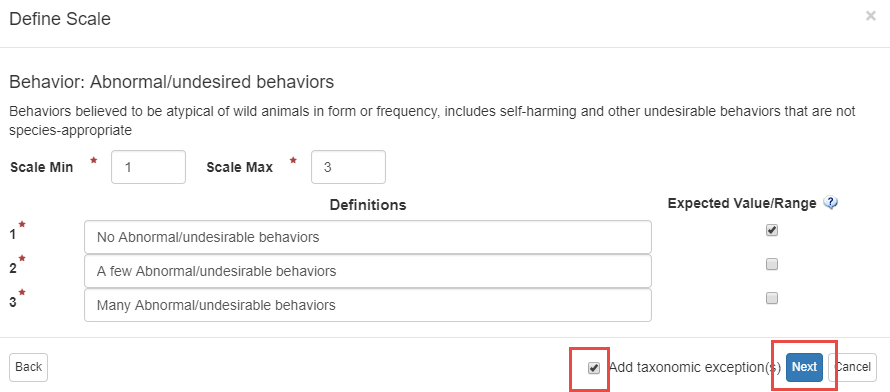 Define Scale ×
Behavior: Abnormal/undesired behaviors
Behaviors believed to be atypical of wild animals in form or frequency, includes self-harming and other undesirable behaviors that are not
species-appropriate
Scale Min * 1 Scale Max * 3
Definitions Expected Value/Range ?
1* No Abnormal/undesirable behaviors
2* A few Abnormal/undesirable behaviors
3* Many Abnormal/undesirable behaviors
Back Add taxonomic exception(s) Next Cancel